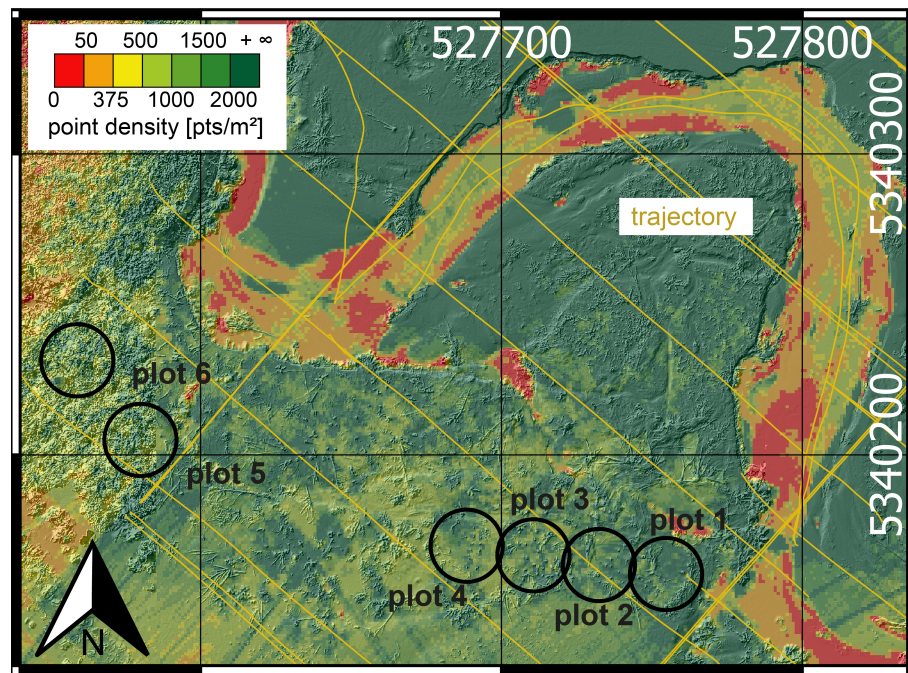 50 500 1500 + ∞
0 375 1000 2000
point density [pts/m²]
527700
527800
5340300
trajectory
plot 6
5340200
plot 5
plot 3
plot 1
plot 4
plot 2
N